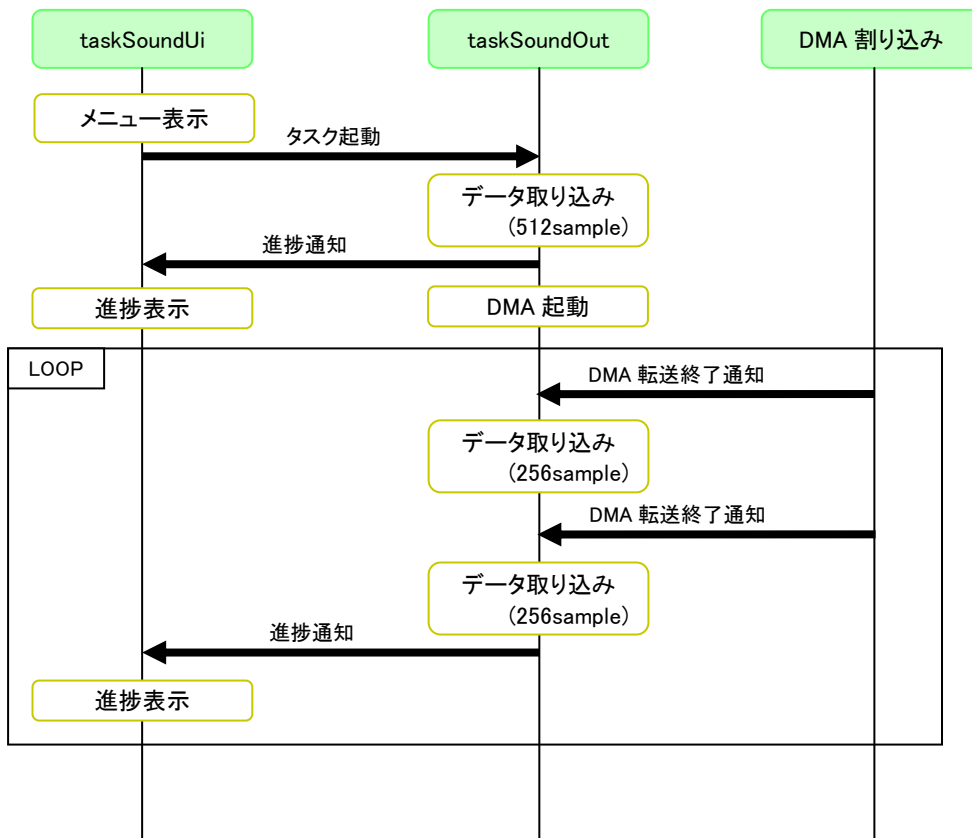 taskSoundUi
taskSoundOut
DMA 割り込み
メニュー表示
タスク起動
データ取り込み
(512sample)
進捗通知
進捗表示
DMA 起動
LOOP
DMA 転送終了通知
データ取り込み
(256sample)
DMA 転送終了通知
データ取り込み
(256sample)
進捗通知
進捗表示